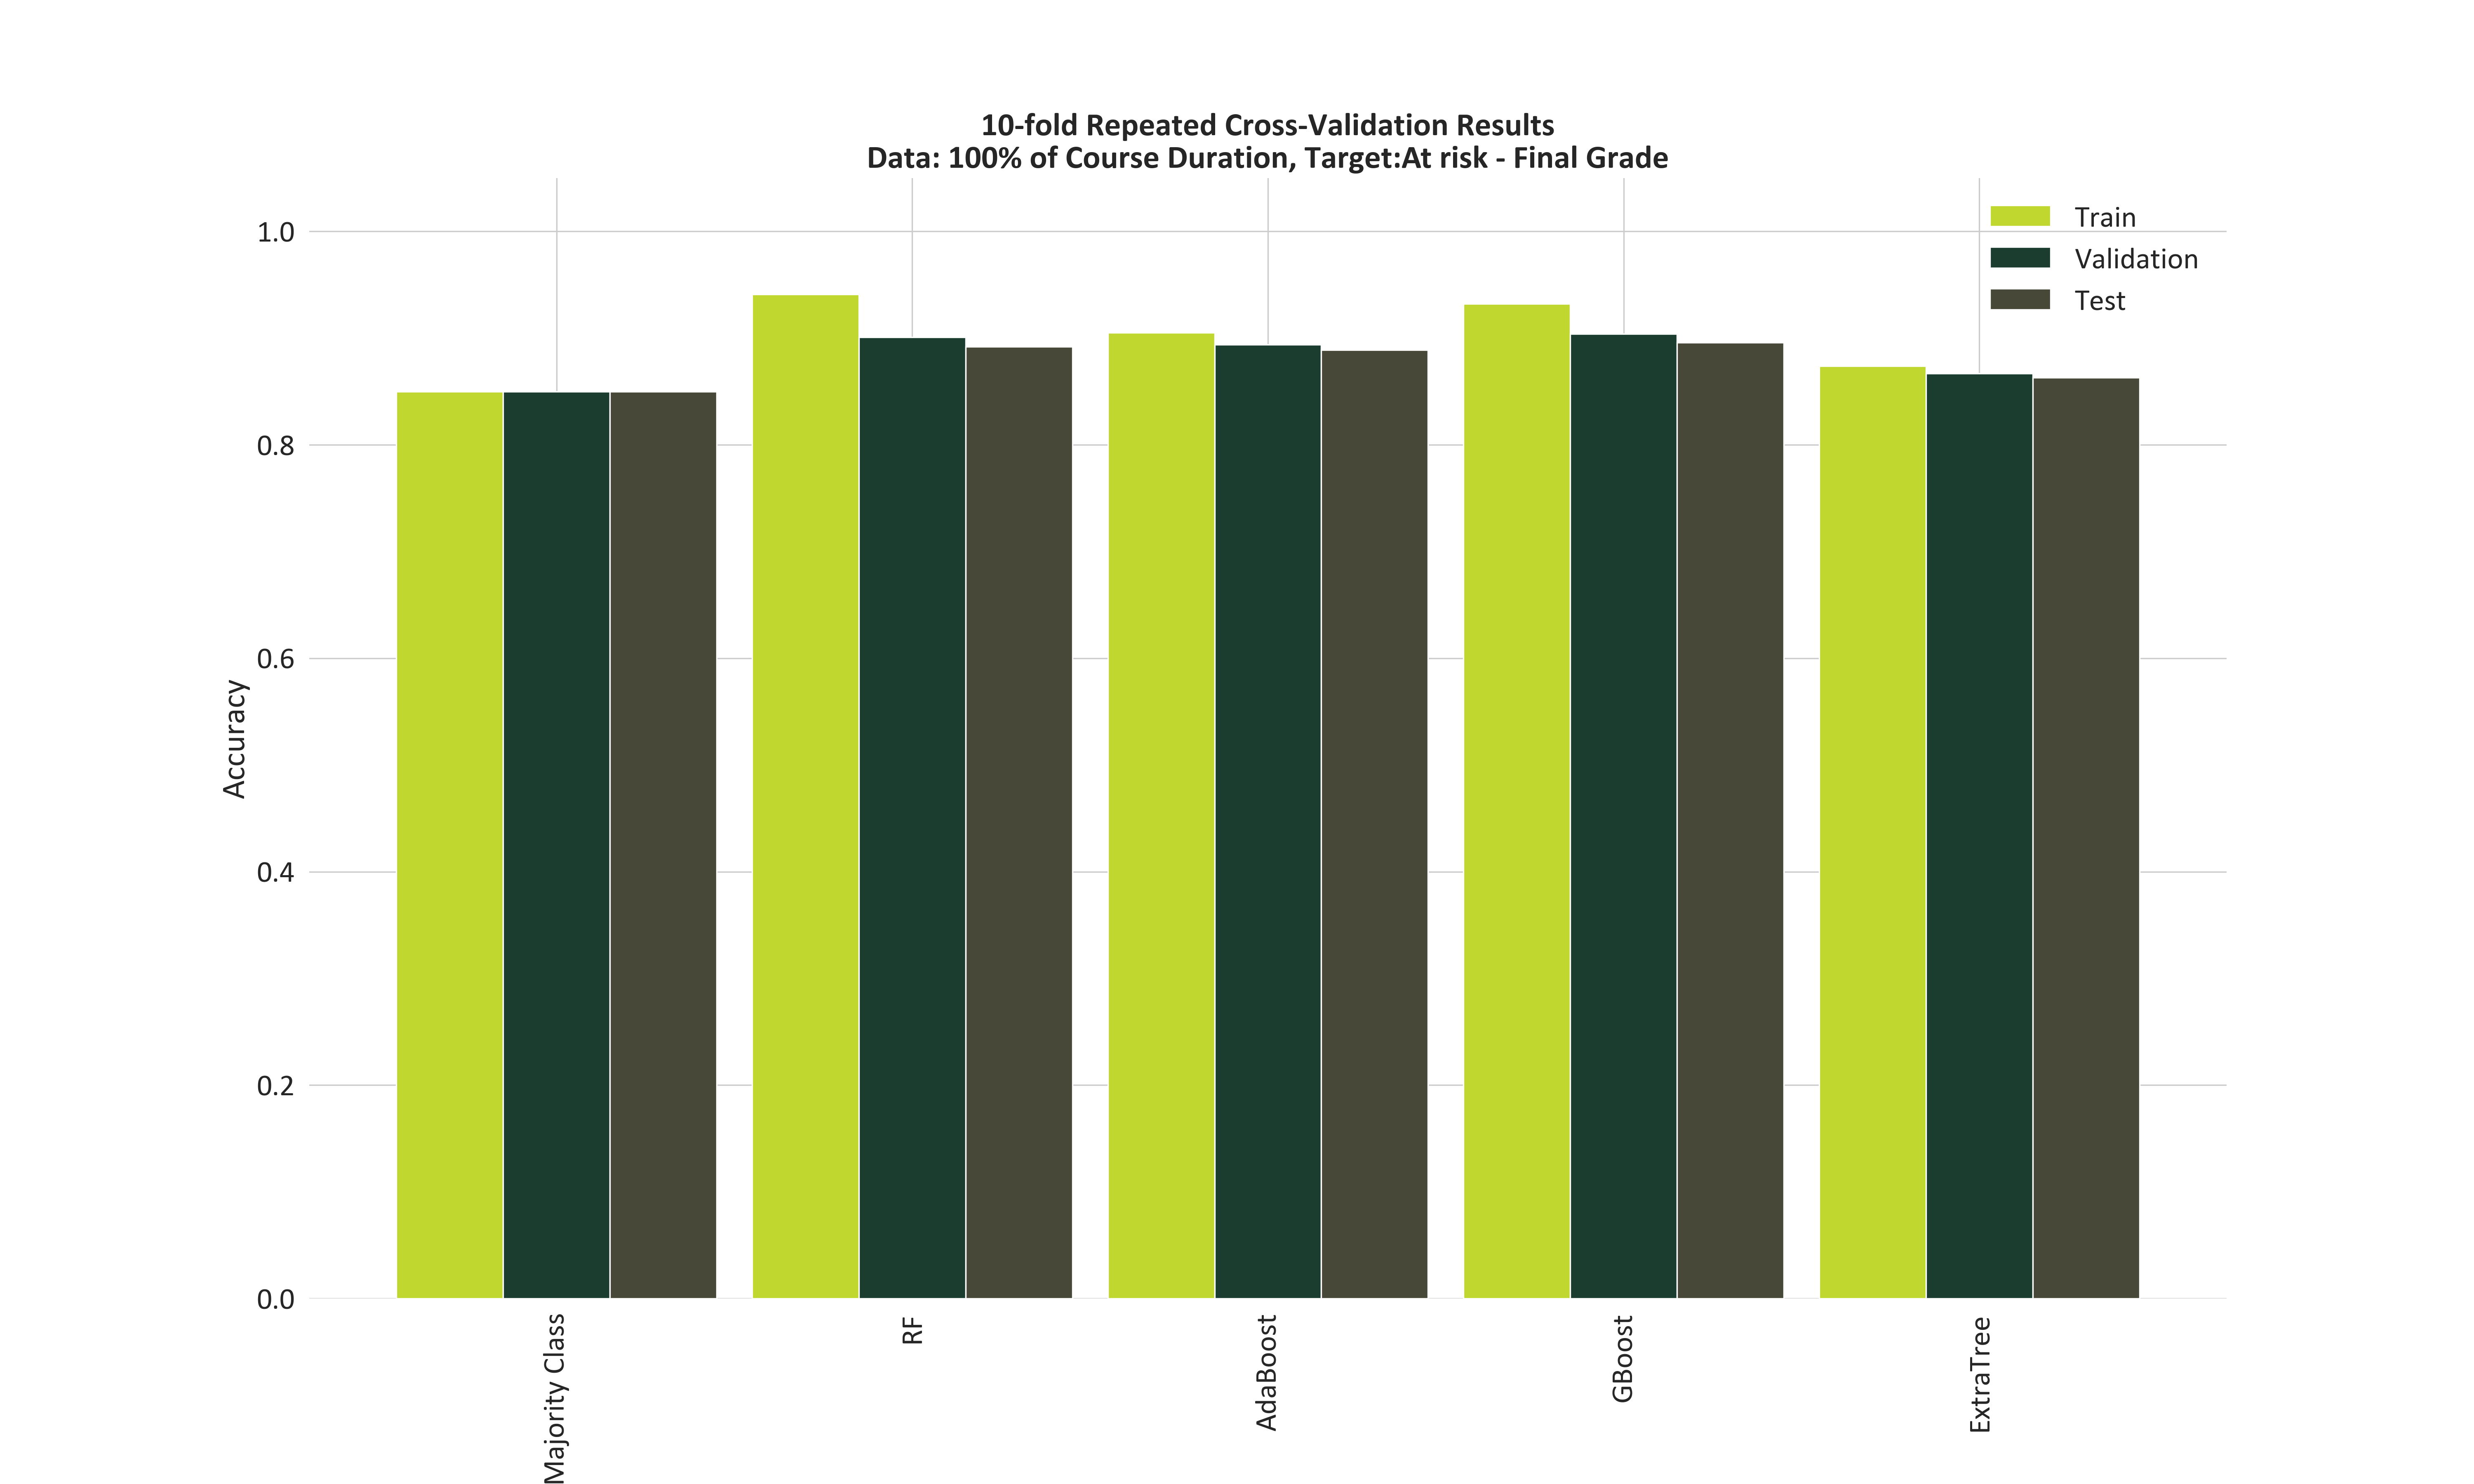 10-fold Repeated Cross-Validation Results
Data: 100% of Course Duration, Target:At risk - Final Grade
Train
Validation
Test
Accuracy
1.0
0.8
0.6
0.4
0.2
0.0
Majority Class
RF
AdaBoost
GBoost
ExtraTree